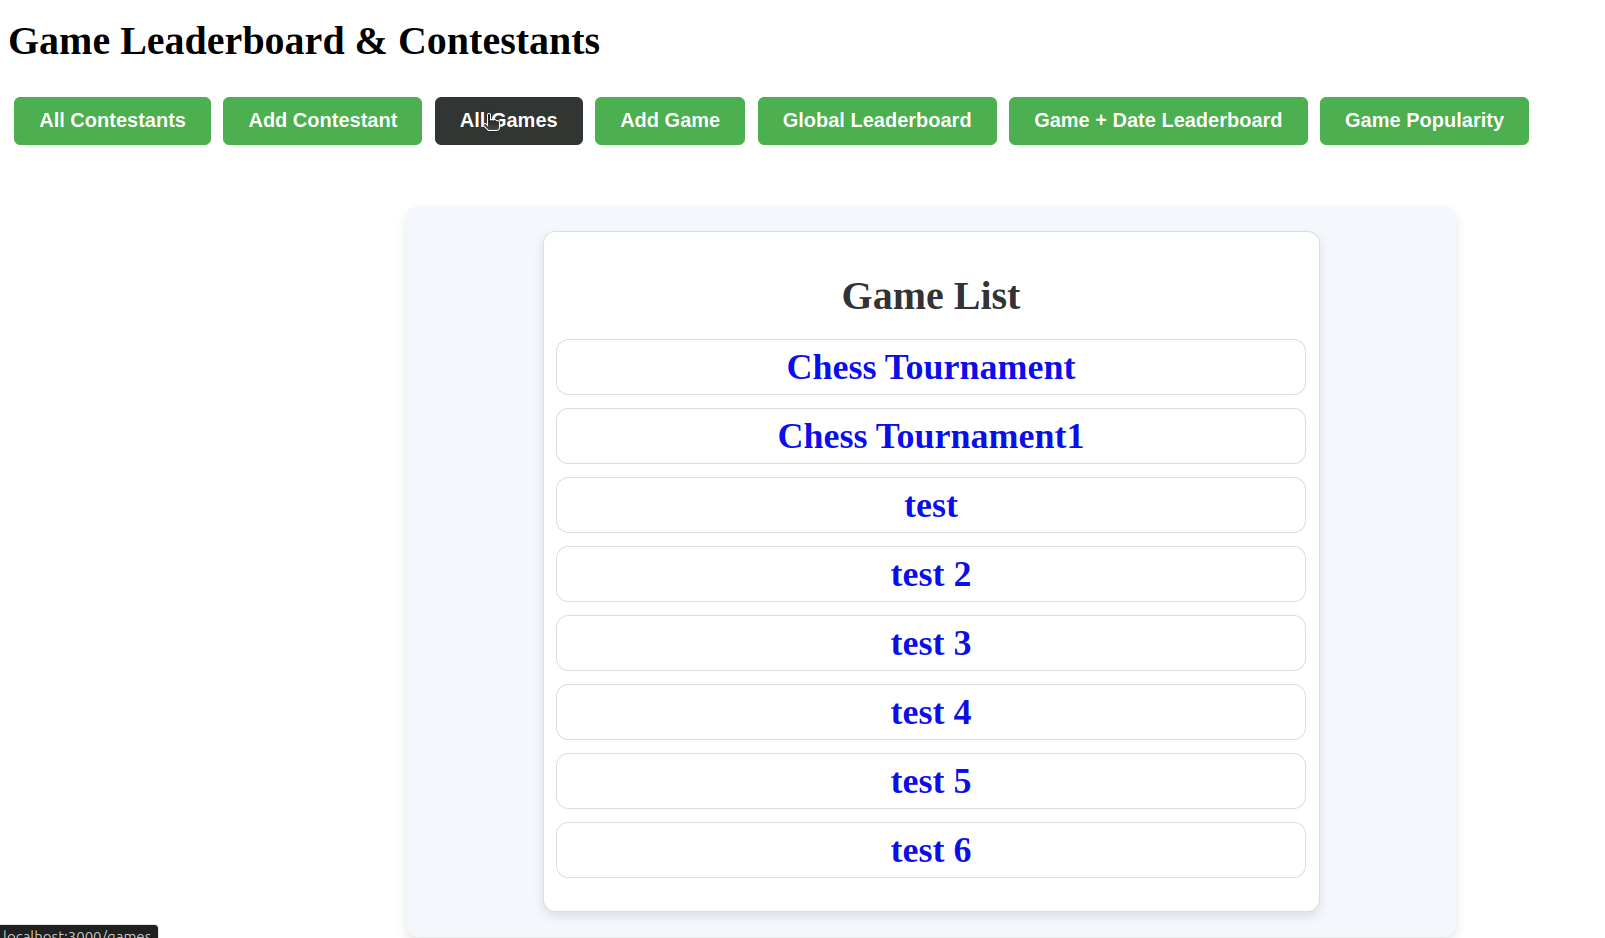 Game Leaderboard & Contestants
All Contestants Add Contestant All Games Add Game Global Leaderboard Game + Date Leaderboard Game Popularity
Game List
Chess Tournament
Chess Tournament1
test
test 2
test 3
test 4
test 5
test 6
localhost:3000/games